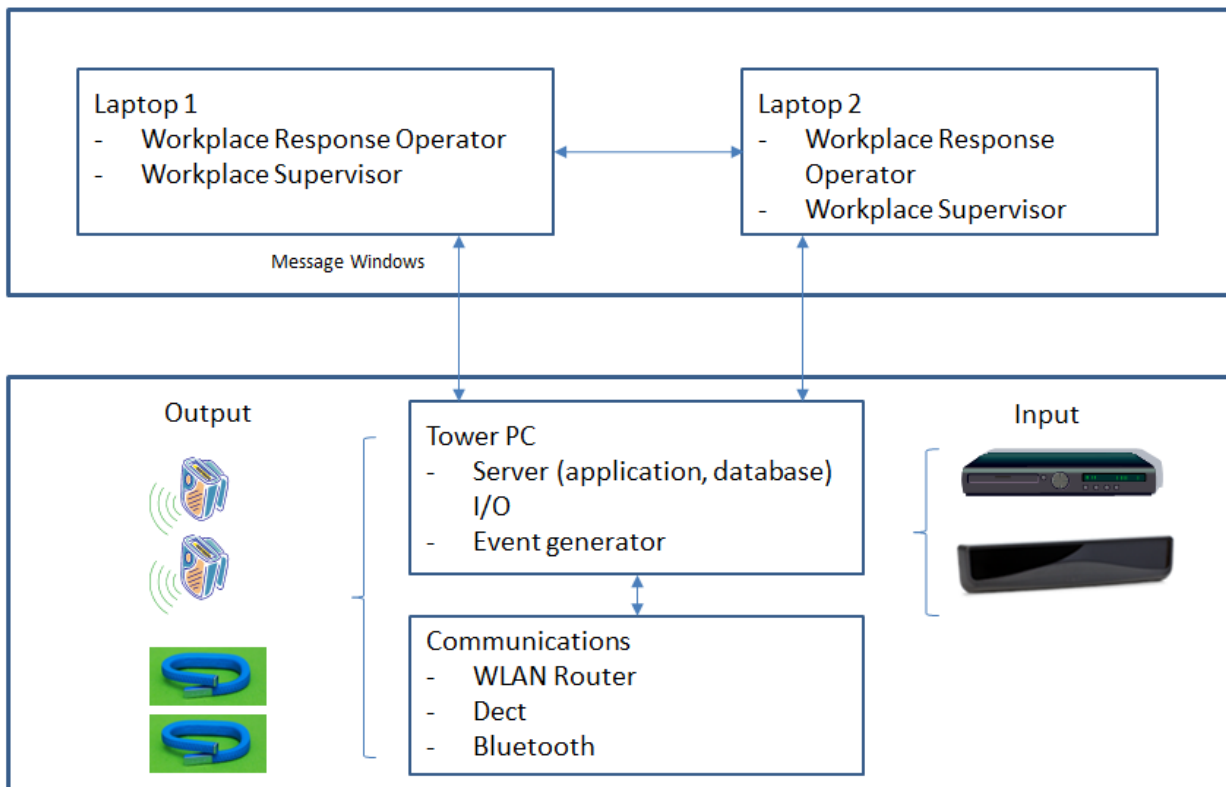 Laptop 1
- Workplace Response Operator
- Workplace Supervisor
Laptop 2
- Workplace Response
Operator
- Workplace Supervisor
Message Windows
Output
Tower PC
- Server (application, database)
I/O
- Event generator
Input
Communications
- WLAN Router
- Dect
- Bluetooth